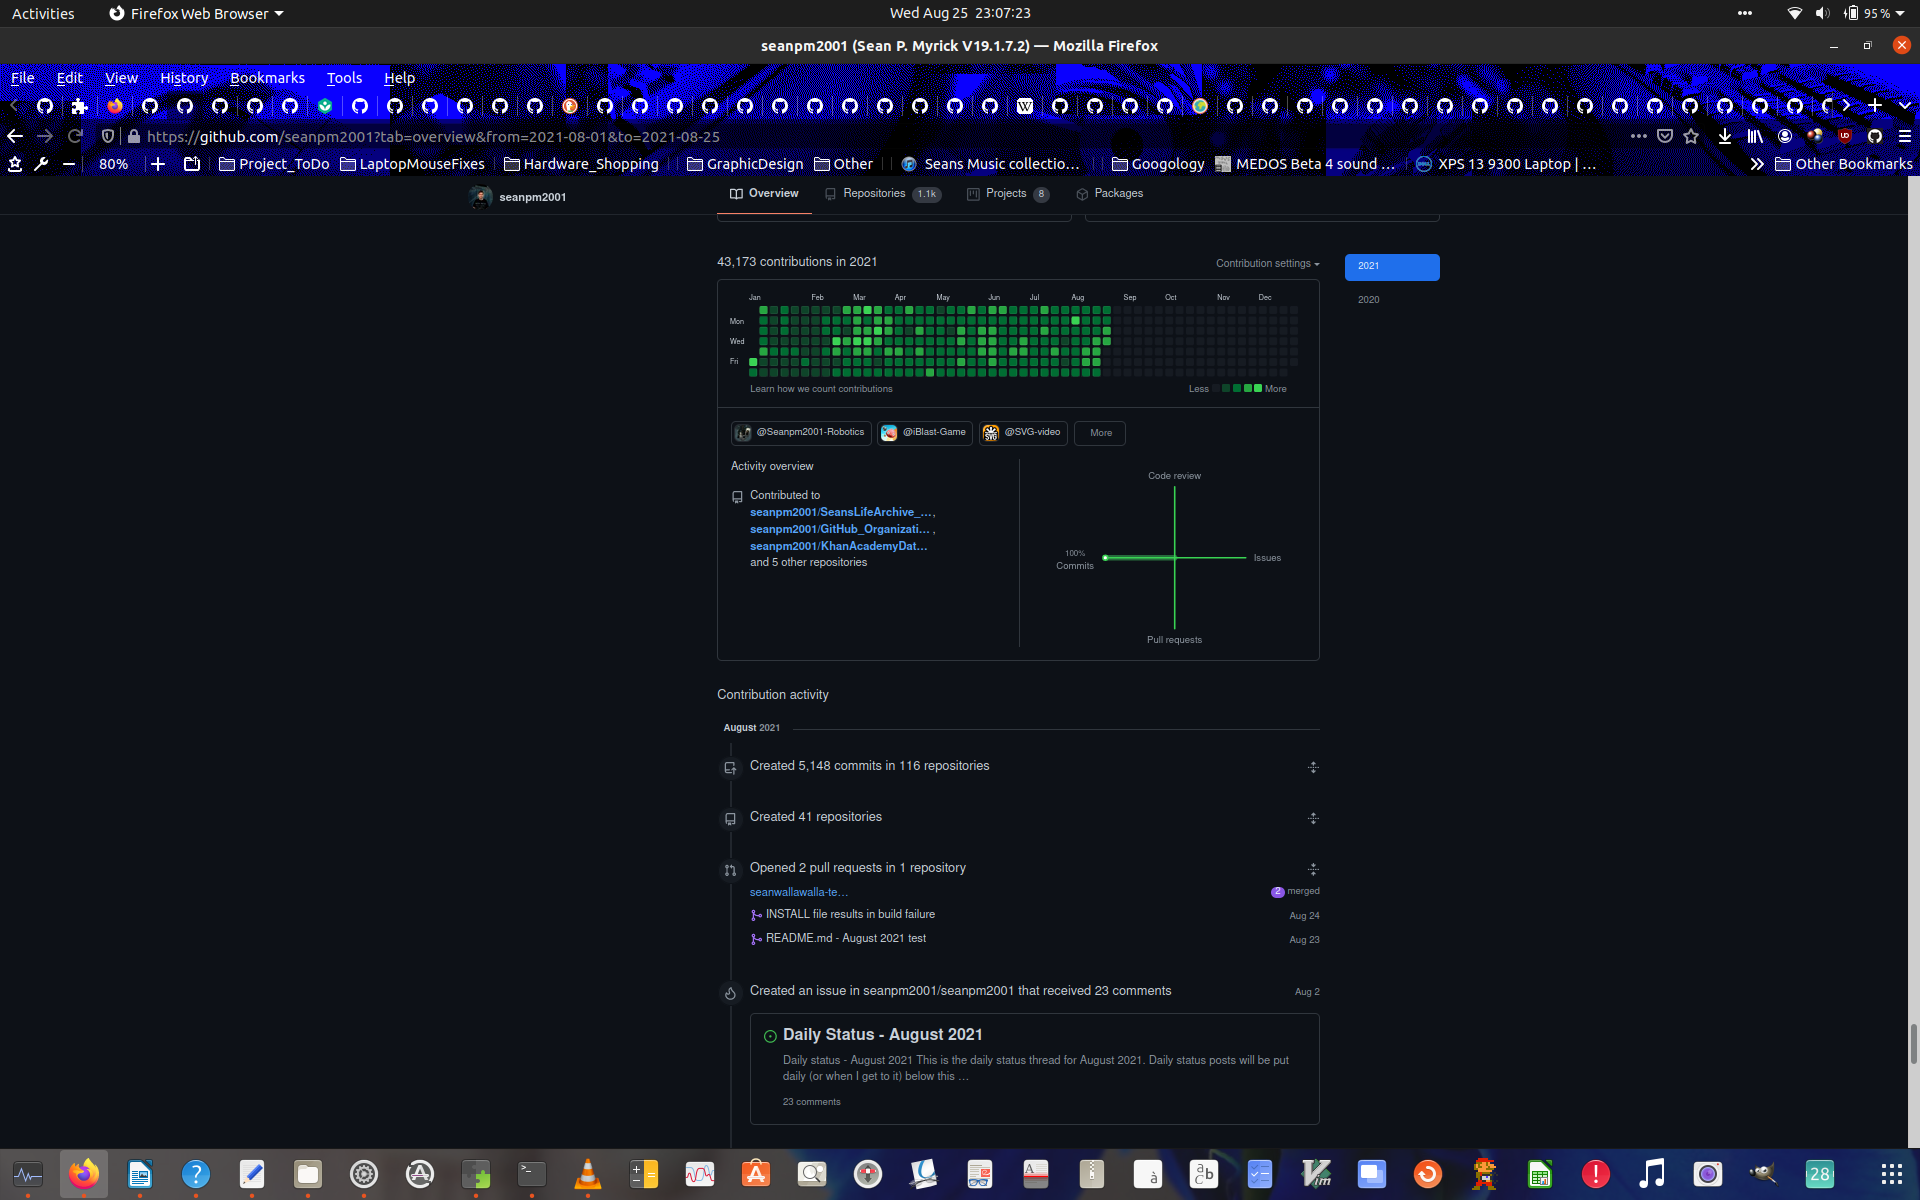 Activities
Firefox Web Browser
Wed Aug 25 23:07:23
95 %
seanpm2001 (Sean P. Myrick V19.1.7.2) — Mozilla Firefox
File Edit View History Bookmarks Tools Help
https://github.com/seanpm2001?tab=overview&from=2021-08-01&to=2021-08-25
80%
Project_ToDo
LaptopMouseFixes
Hardware_Shopping
GraphicDesign
Other
Seans Music collectio…
Googology
MEDOS Beta 4 sound …
XPS 13 9300 Laptop | …
Other Bookmarks
seanpm2001
Overview
Repositories 1.1k
Projects 8
Packages
43,173 contributions in 2021
Contribution settings
2021
2020
Jan Feb Mar Apr May Jun Jul Aug Sep Oct Nov Dec
Mon
Wed
Fri
Learn how we count contributions
Less More
@Seanpm2001-Robotics
@iBlast-Game
@SVG-video
More
Activity overview
Contributed to
seanpm2001/SeansLifeArchive_…,
seanpm2001/GitHub_Organizati… ,
seanpm2001/KhanAcademyDat…
and 5 other repositories
Code review
100%
Commits
Issues
Pull requests
Contribution activity
August 2021
Created 5,148 commits in 116 repositories
Created 41 repositories
Opened 2 pull requests in 1 repository
seanwallawalla-te…
2 merged
INSTALL file results in build failure
Aug 24
README.md - August 2021 test
Aug 23
Created an issue in seanpm2001/seanpm2001 that received 23 comments
Aug 2
Daily Status - August 2021
Daily status - August 2021 This is the daily status thread for August 2021. Daily status posts will be put
daily (or when I get to it) below this …
23 comments
28